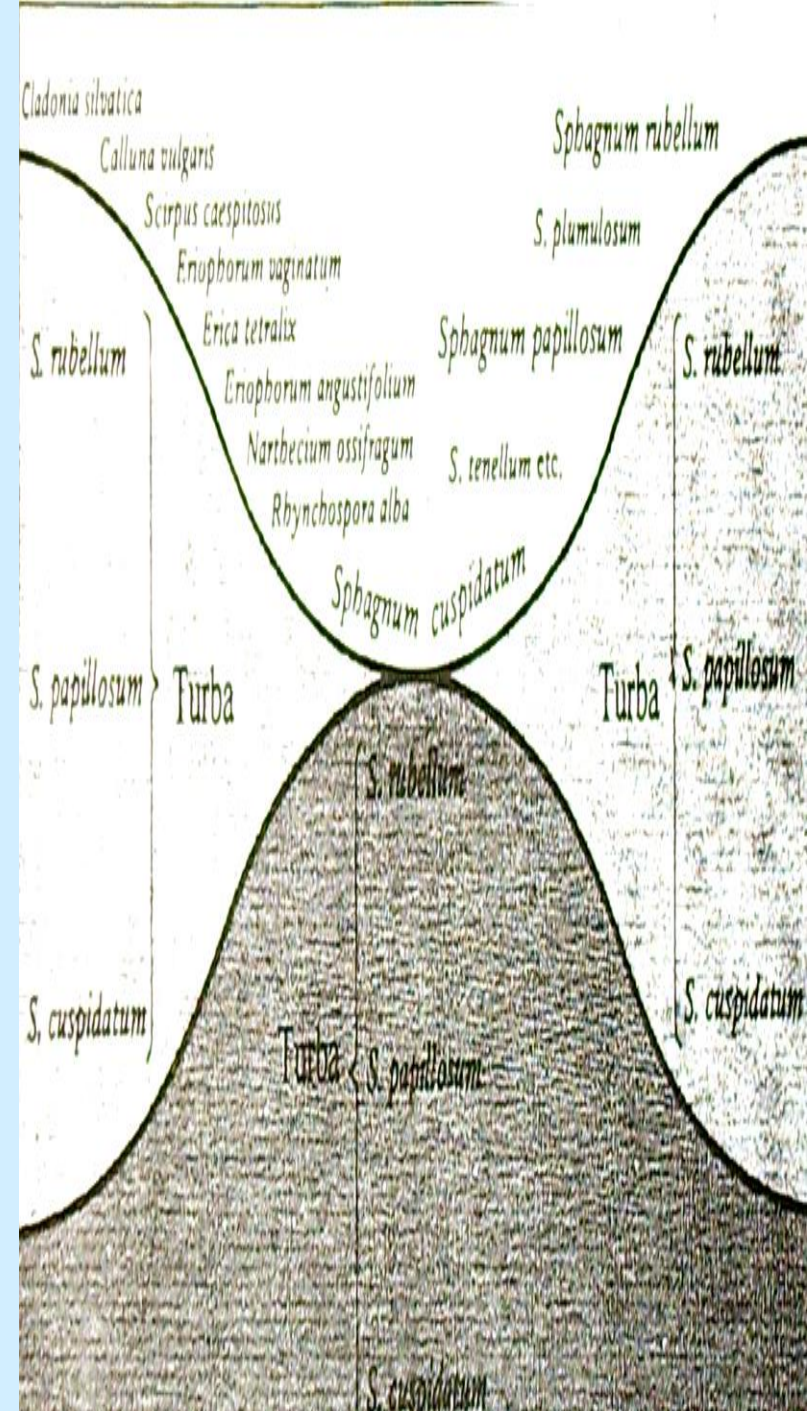 Cladonia silvatica
Calluna vulgaris
Scirpus caespitosus
Eriophorum vaginatum
Erica tetralix
Eriophorum angustifolium
Narthecium ossifragum
Rhynchospora alba
Sphagnum rubellum
S. plumulosum
Sphagnum papillosum
S. tenellum etc.
Sphagnum cuspidatum
S. rubellum
S. papillosum
S. cuspidatum
Turba
S. rubellum
Turba
S. papillosum
S. cuspidatum
S. rubellum
Turba
S. papillosum
S. cuspidatum